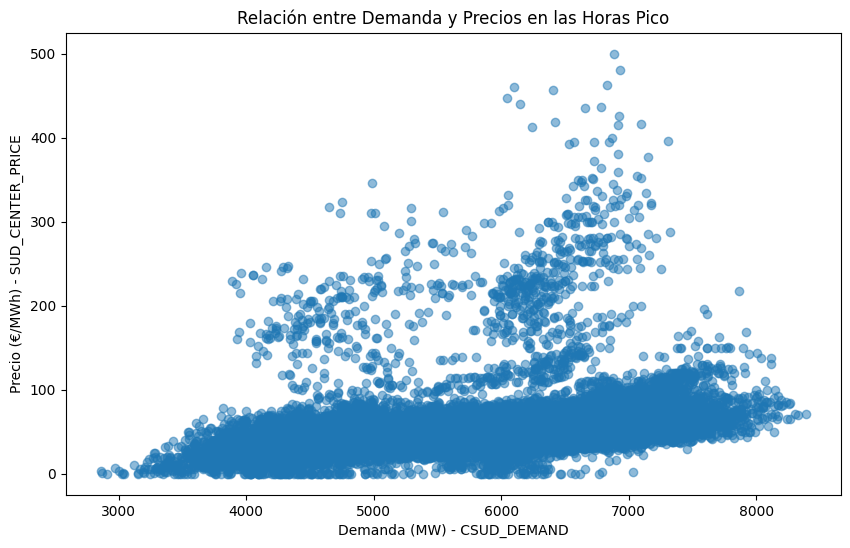 Relación entre Demanda y Precios en las Horas Pico
Precio (€/MWh) - SUD_CENTER_PRICE
500
400
300
200
100
0
3000 4000 5000 6000 7000 8000
Demanda (MW) - CSUD_DEMAND